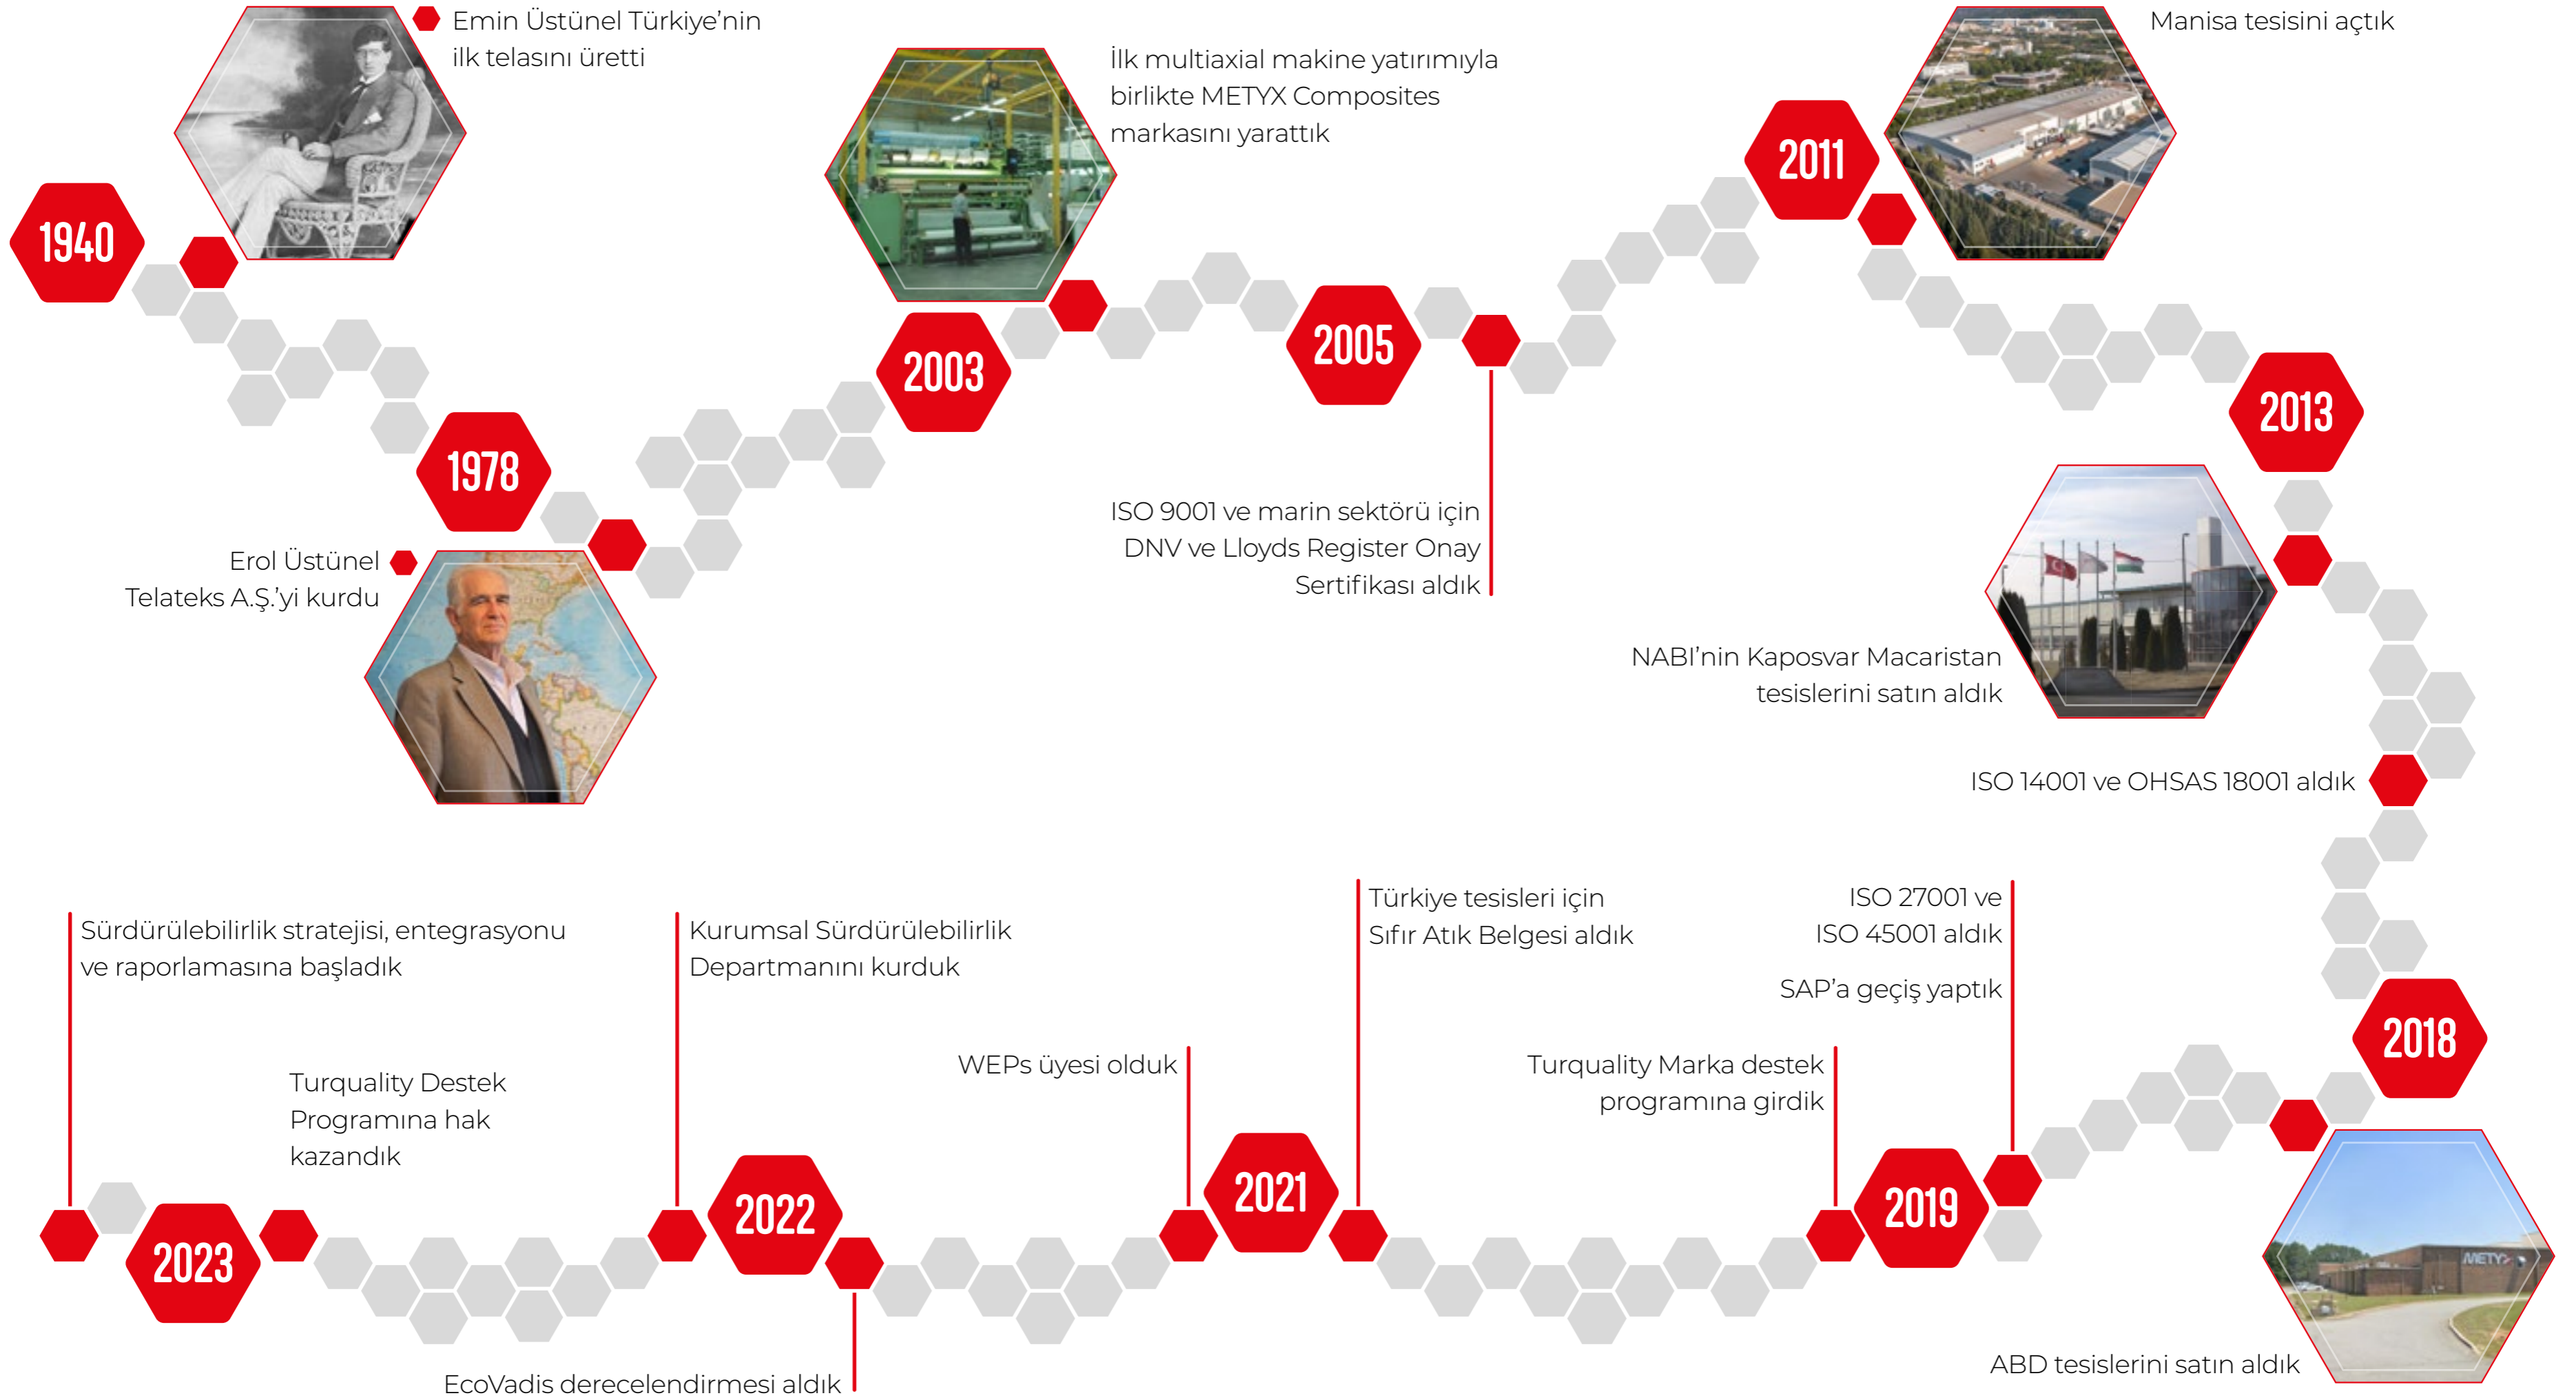 1940
Emin Üstünel Türkiye’nin
ilk telasını üretti
1978
Erol Üstünel
Telateks A.Ş.’yi kurdu
2003
İlk multiaxial makine yatırımıyla
birlikte METYX Composites
markasını yarattık
2005
ISO 9001 ve marin sektörü için
DNV ve Lloyds Register Onay
Sertifikası aldık
2011
Manisa tesisini açtık
2013
NABI’nin Kaposvar Macaristan
tesislerini satın aldık
ISO 14001 ve OHSAS 18001 aldık
2018
ABD tesislerini satın aldık
METYX
2019
ISO 27001 ve
ISO 45001 aldık
SAP’a geçiş yaptık
Turquality Marka destek
programına girdik
2021
Türkiye tesisleri için
Sıfır Atık Belgesi aldık
WEPs üyesi olduk
2022
EcoVadis derecelendirmesi aldık
Kurumsal Sürdürülebilirlik
Departmanını kurduk
2023
Turquality Destek
Programına hak
kazandık
Sürdürülebilirlik stratejisi, entegrasyonu
ve raporlamasına başladık